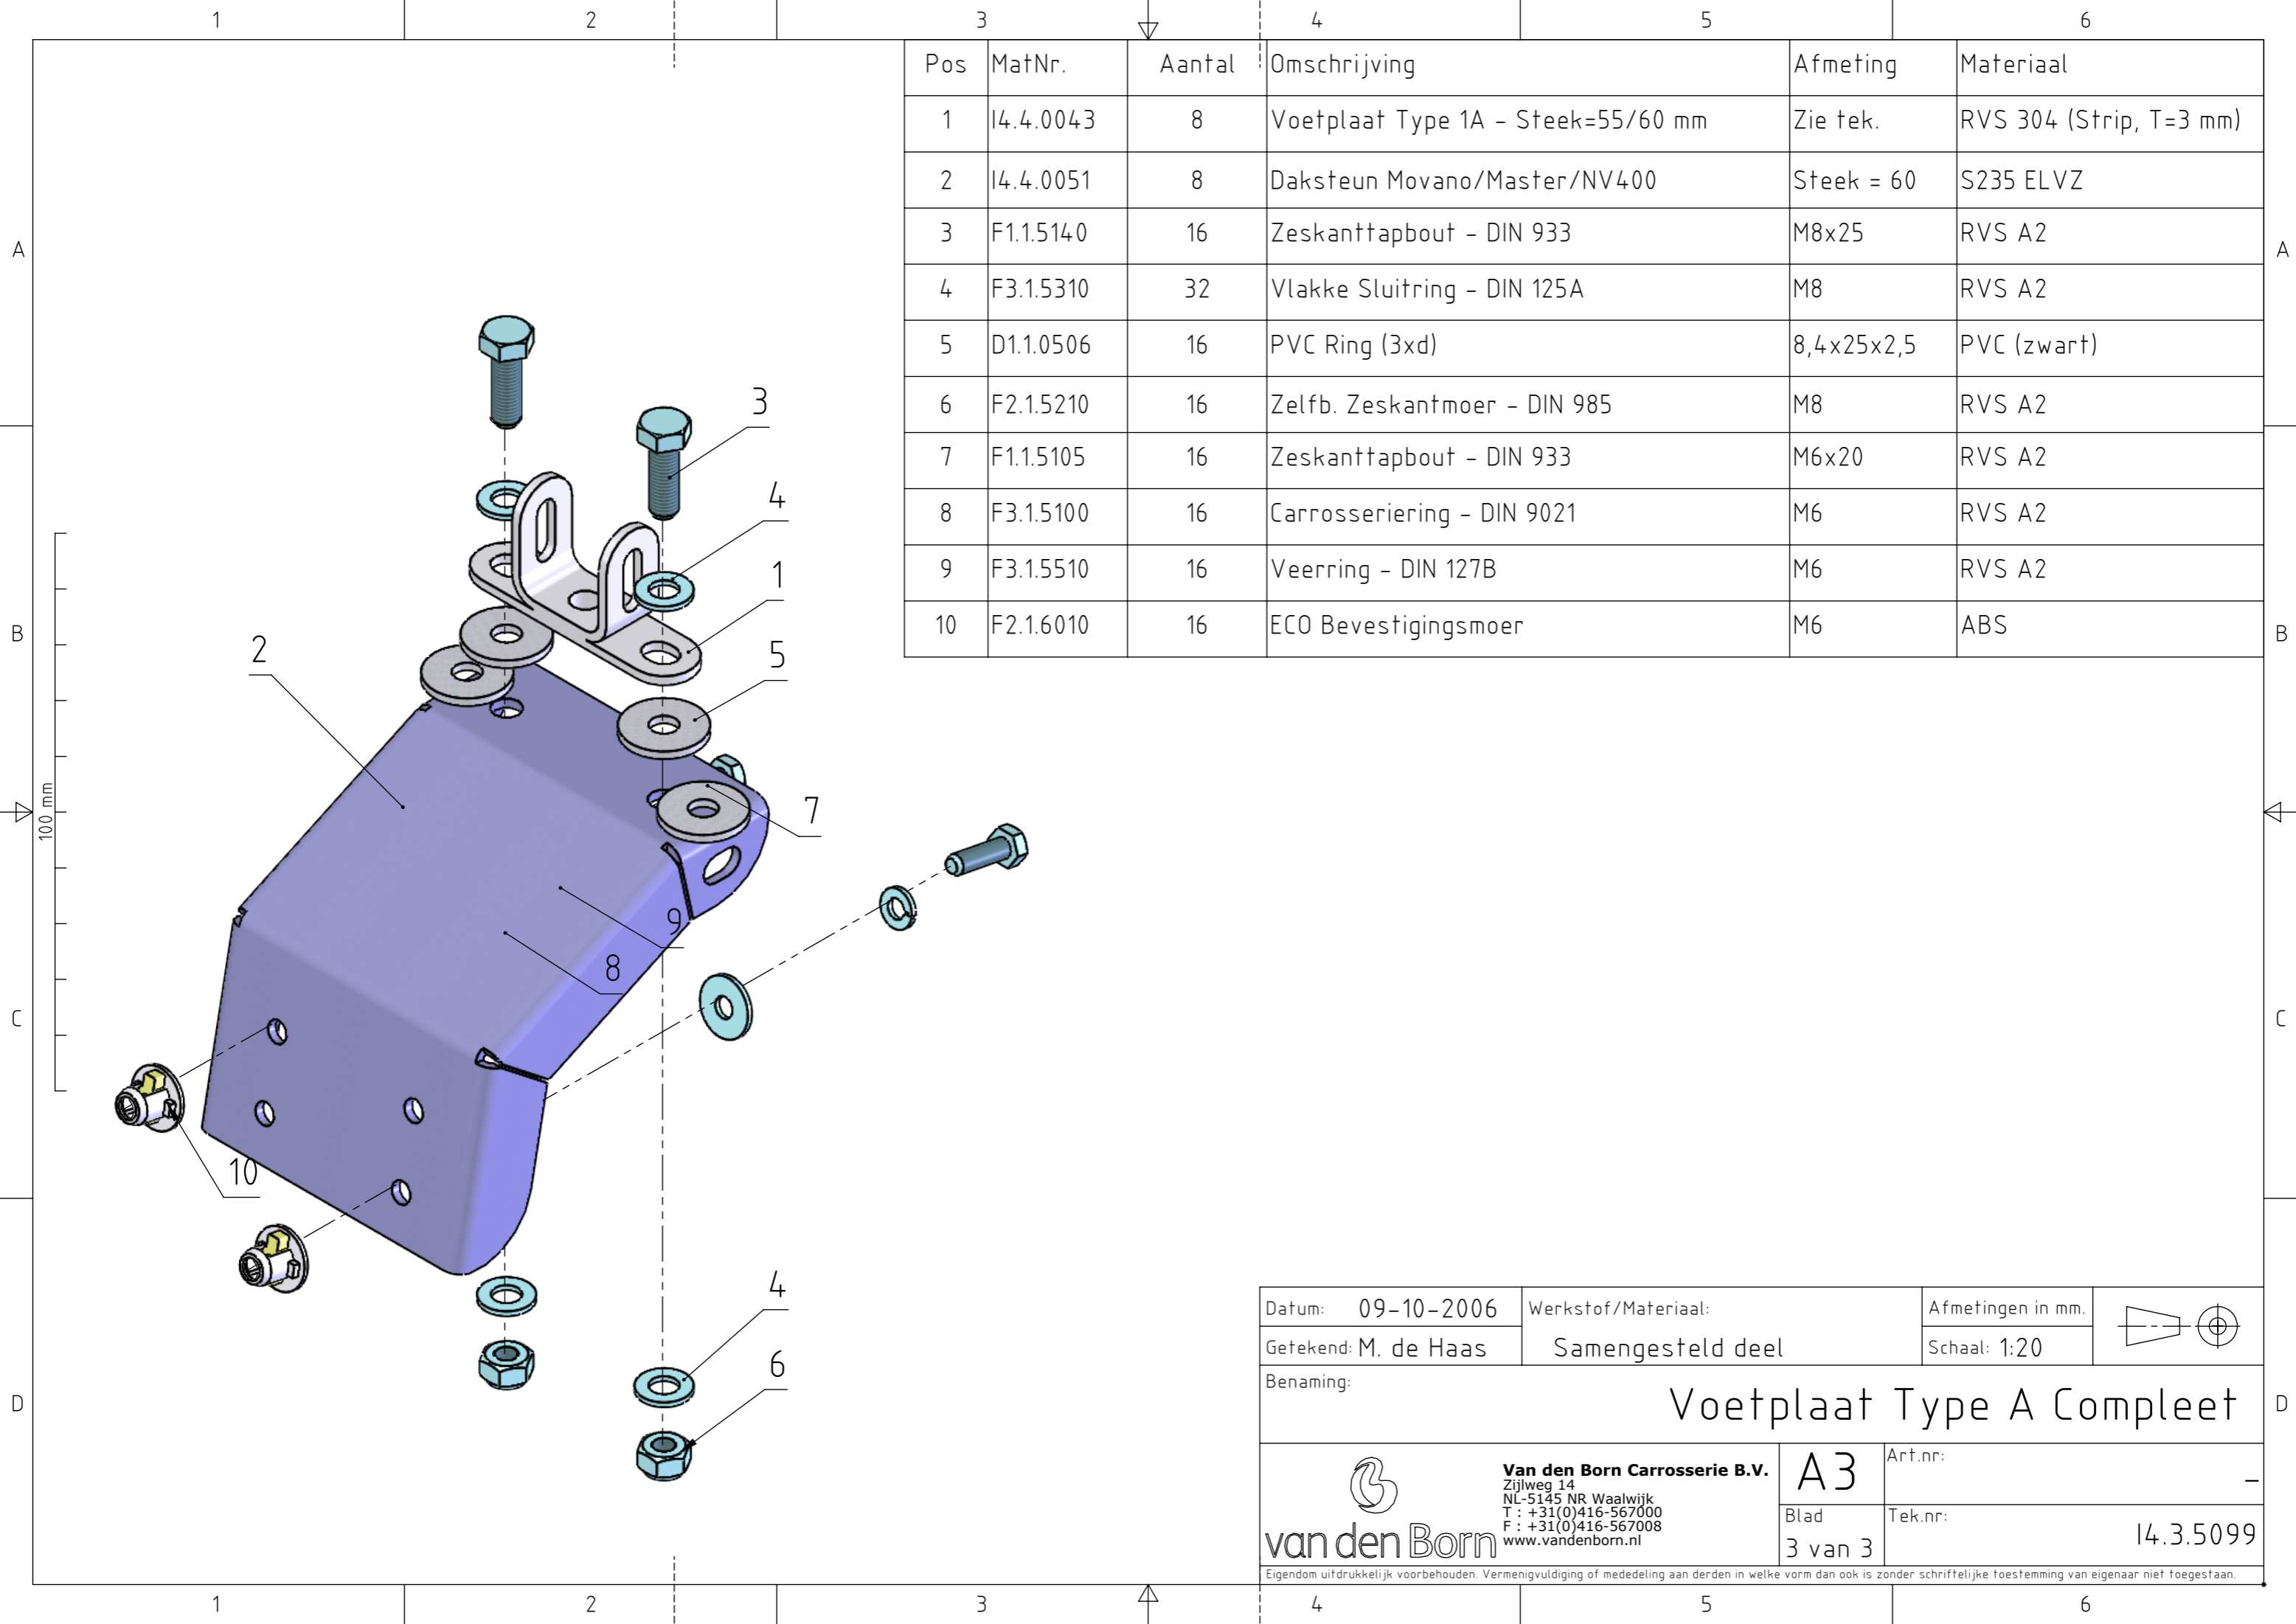 1 2 3 4 5 6
Pos MatNr. Aantal Omschrijving Afmeting Materiaal
1 I4.4.0043 8 Voetplaat Type 1A - Steek=55/60 mm Zie tek. RVS 304 (Strip, T=3 mm)
2 I4.4.0051 8 Daksteun Movano/Master/NV400 Steek = 60 S235 ELVZ
3 F1.1.5140 16 Zeskanttapbout - DIN 933 M8x25 RVS A2
4 F3.1.5310 32 Vlakke Sluitring - DIN 125A M8 RVS A2
5 D1.1.0506 16 PVC Ring (3xd) 8,4x25x2,5 PVC (zwart)
6 F2.1.5210 16 Zelfb. Zeskantmoer - DIN 985 M8 RVS A2
7 F1.1.5105 16 Zeskanttapbout - DIN 933 M6x20 RVS A2
8 F3.1.5100 16 Carrosseriering - DIN 9021 M6 RVS A2
9 F3.1.5510 16 Veerring - DIN 127B M6 RVS A2
10 F2.1.6010 16 ECO Bevestigingsmoer M6 ABS
A A
B B
C C
D D
3
4
1
2
5
7
9
8
10
4
6
100 mm
Datum: 09-10-2006
Werkstof/Materiaal:
Afmetingen in mm.
Getekend: M. de Haas
Samengesteld deel
Schaal: 1:20
Benaming:
Voetplaat Type A Compleet
van den Born
Van den Born Carrosserie B.V.
Zijlweg 14
NL-5145 NR Waalwijk
T : +31(0)416-567000
F : +31(0)416-567008
www.vandenborn.nl
A3
Art.nr:
-
Blad
3 van 3
Tek.nr:
I4.3.5099
Eigendom uitdrukkelijk voorbehouden. Vermenigvuldiging of mededeling aan derden in welke vorm dan ook is zonder schriftelijke toestemming van eigenaar niet toegestaan.
1 2 3 4 5 6